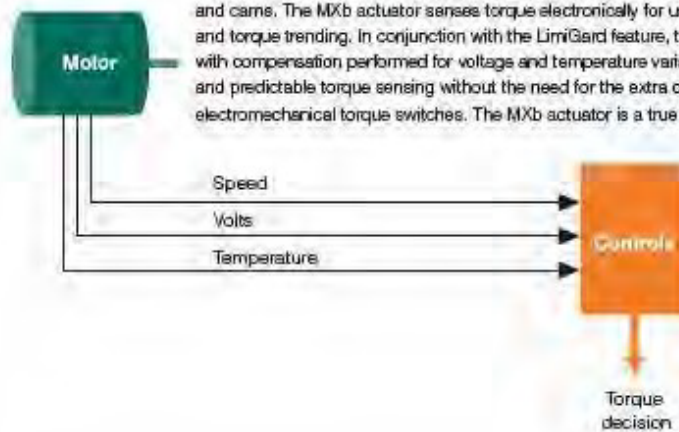 and cams. The MXb actuator senses torque electronically for u
and torque trending. In conjunction with the LimiGard feature, t
with compensation performed for voltage and temperature vari
and predictable torque sensing without the need for the extra c
electromechanical torque switches. The MXb actuator is a true
Motor
Speed
Volts
Temperature
Controls
Torque
decision